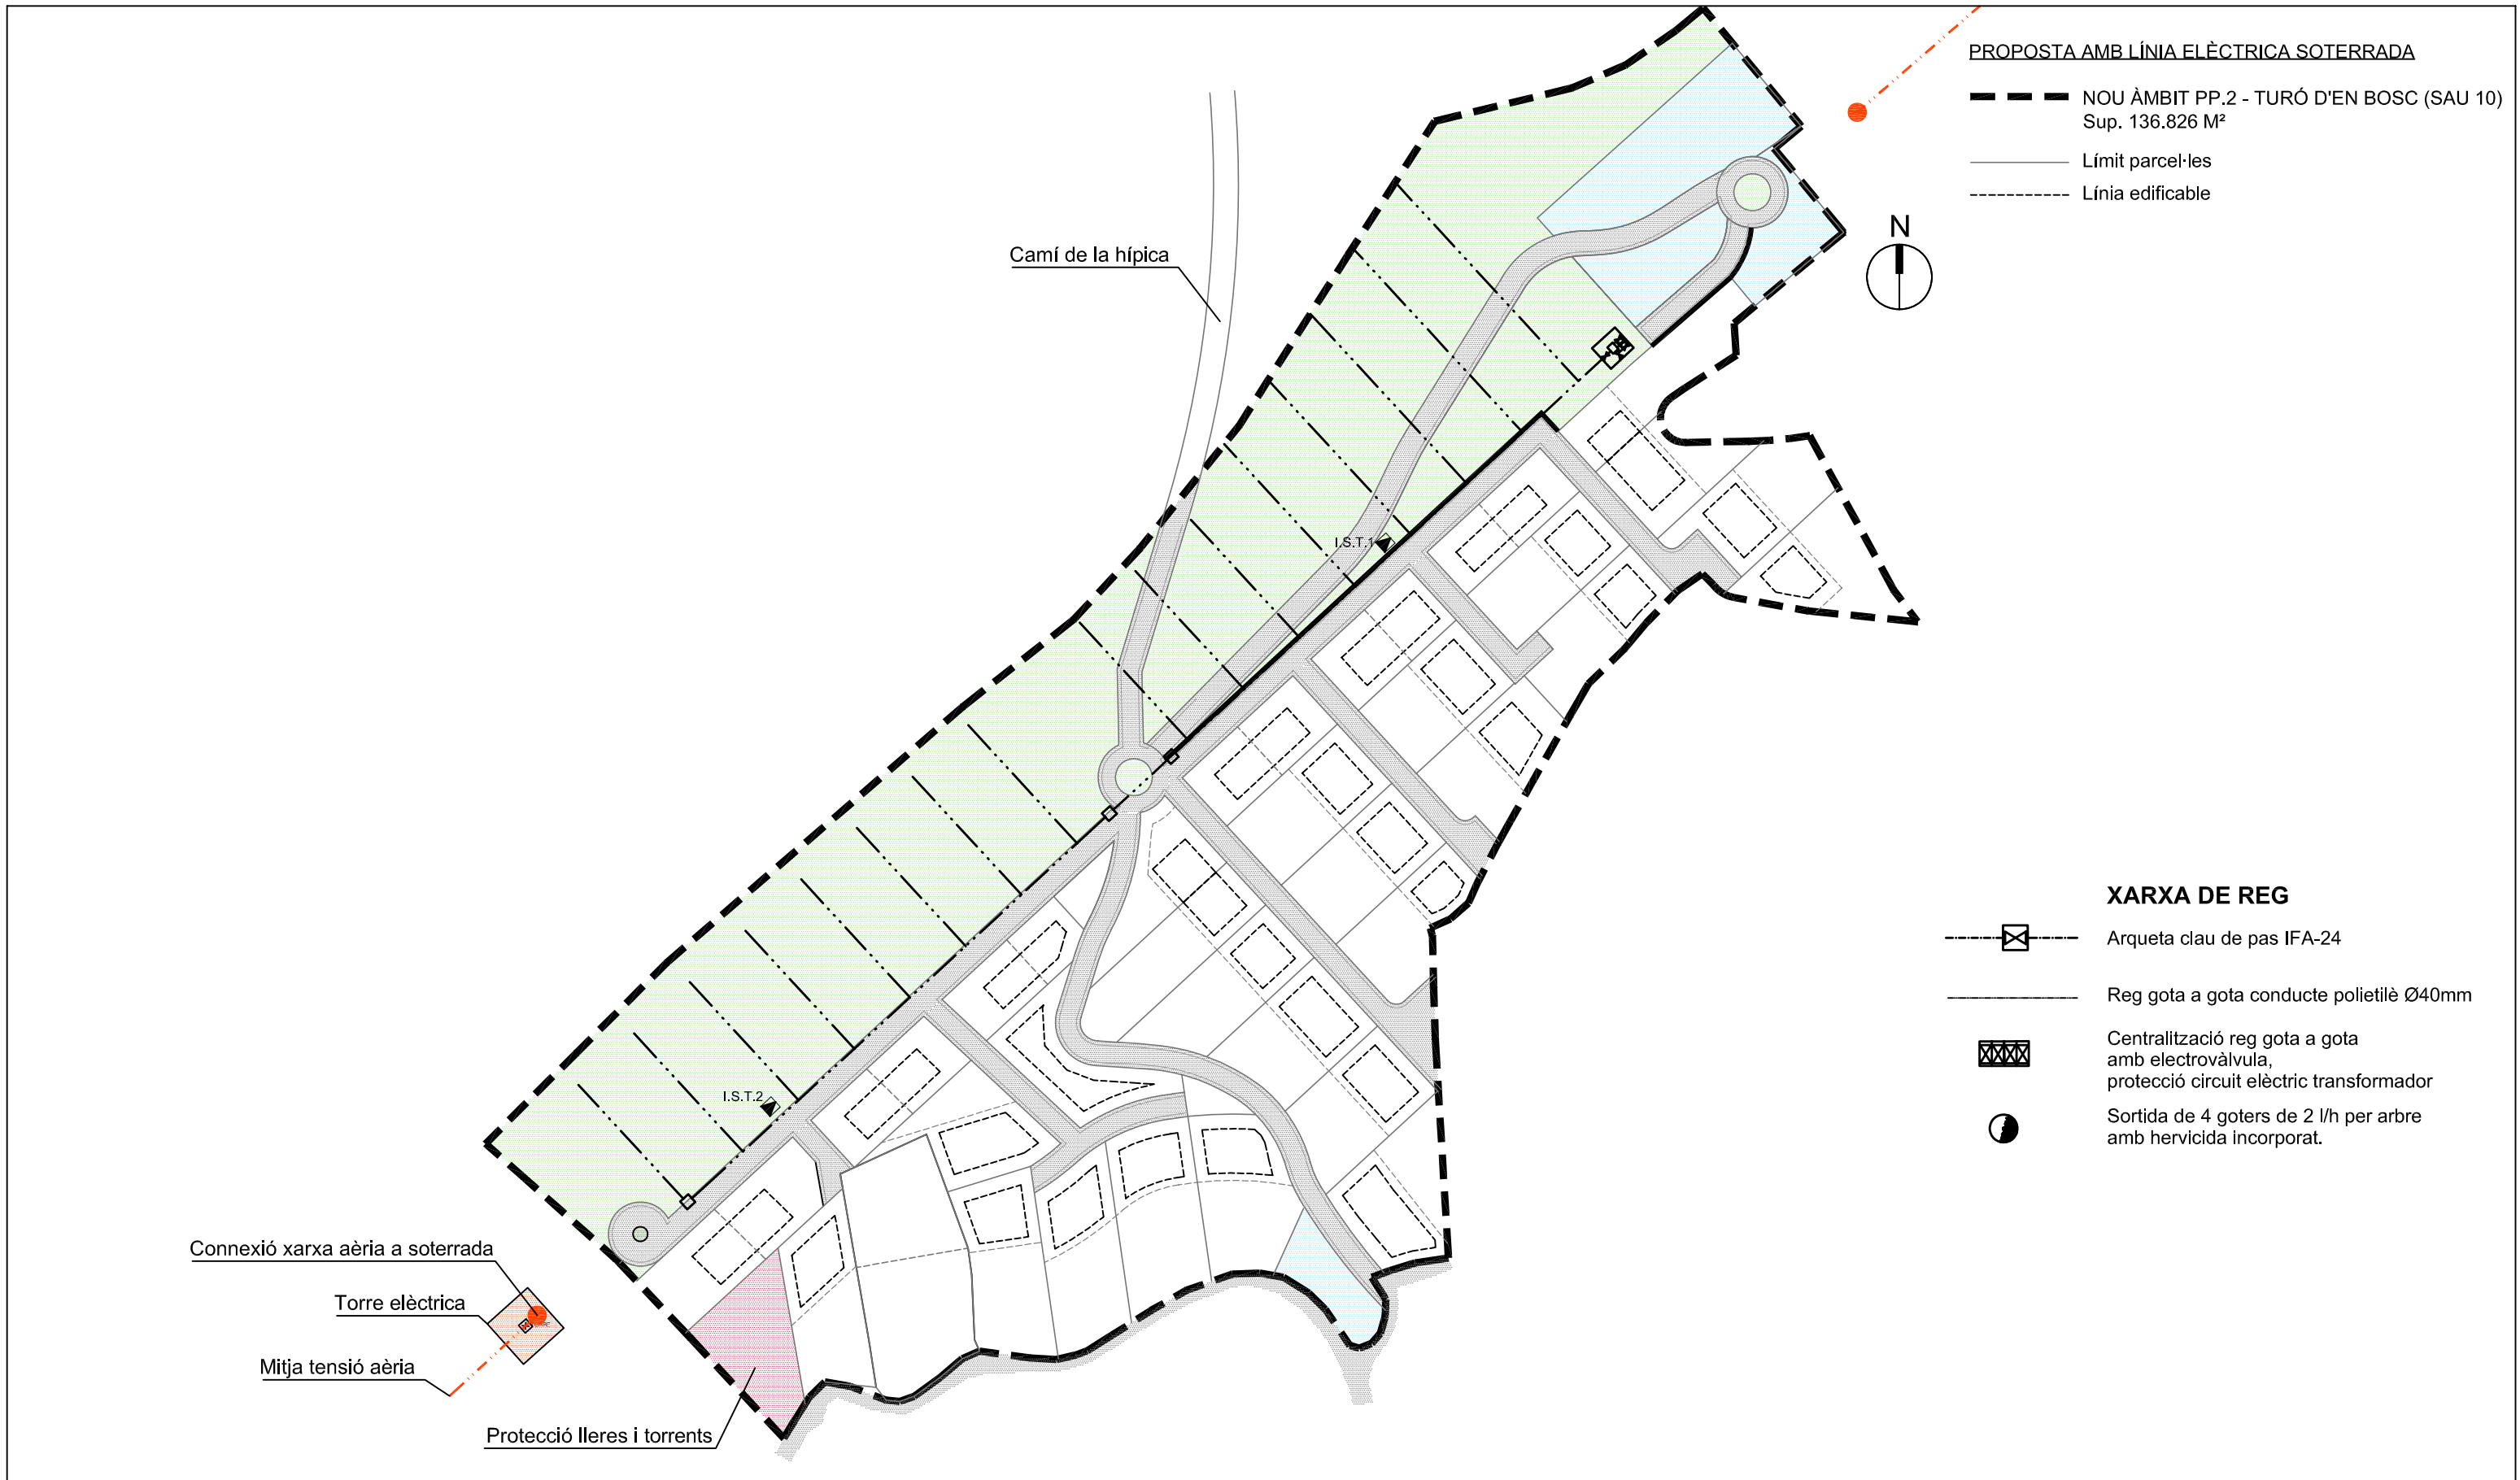 PROPOSTA AMB LÍNIA ELÈCTRICA SOTERRADA
NOU ÀMBIT PP.2 - TURÓ D'EN BOSC (SAU 10)
Sup. 136.826 M²
Límit parcel·les
Línia edificable
N
Camí de la hípica
I.S.T.1
I.S.T.2
XARXA DE REG
Arqueta clau de pas IFA-24
Reg gota a gota conducte polietilè Ø40mm
Centralització reg gota a gota
amb electrovàlvula,
protecció circuit elèctric transformador
Sortida de 4 goters de 2 l/h per arbre
amb hervicida incorporat.
Connexió xarxa aèria a soterrada
Torre elèctrica
Mitja tensió aèria
Protecció lleres i torrents